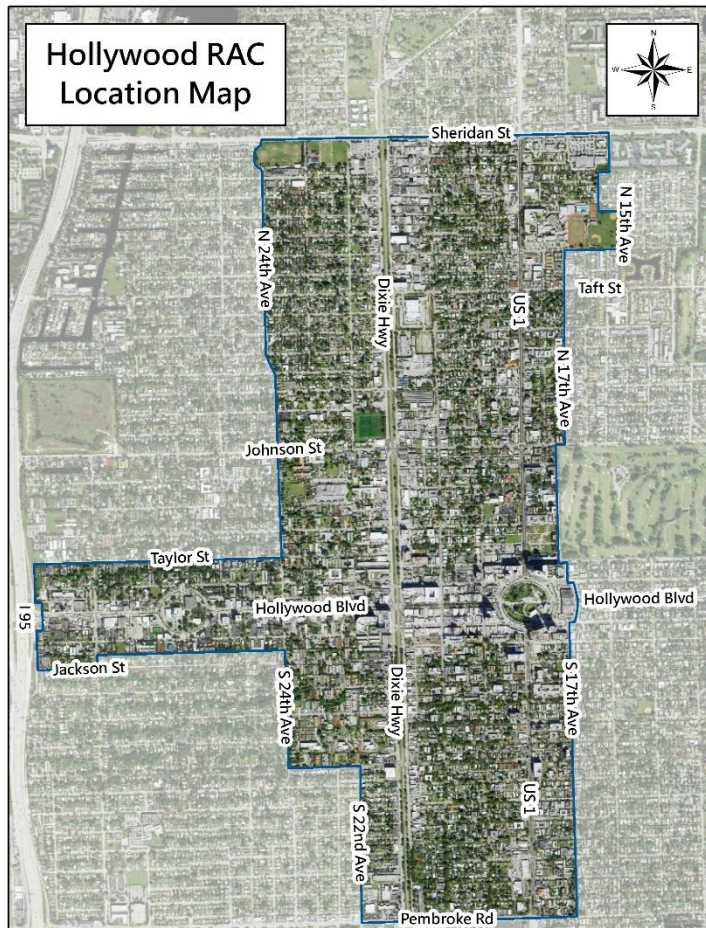 Hollywood RAC
Location Map
N
W
E
S
Sheridan St
N 15th Ave
N 24th Ave
Dixie Hwy
US 1
Taft St
N 17th Ave
Johnson St
Taylor St
I 95
Hollywood Blvd
Hollywood Blvd
Jackson St
S 24th Ave
Dixie Hwy
S 17th Ave
US 1
S 22nd Ave
Pembroke Rd